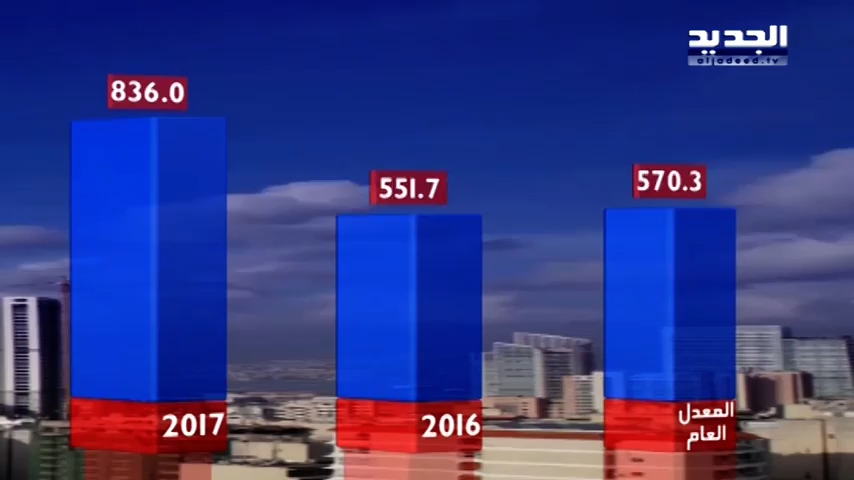 الجديد
aljadeed.tv
836.0
551.7
570.3
2017
2016
المعدل
العام